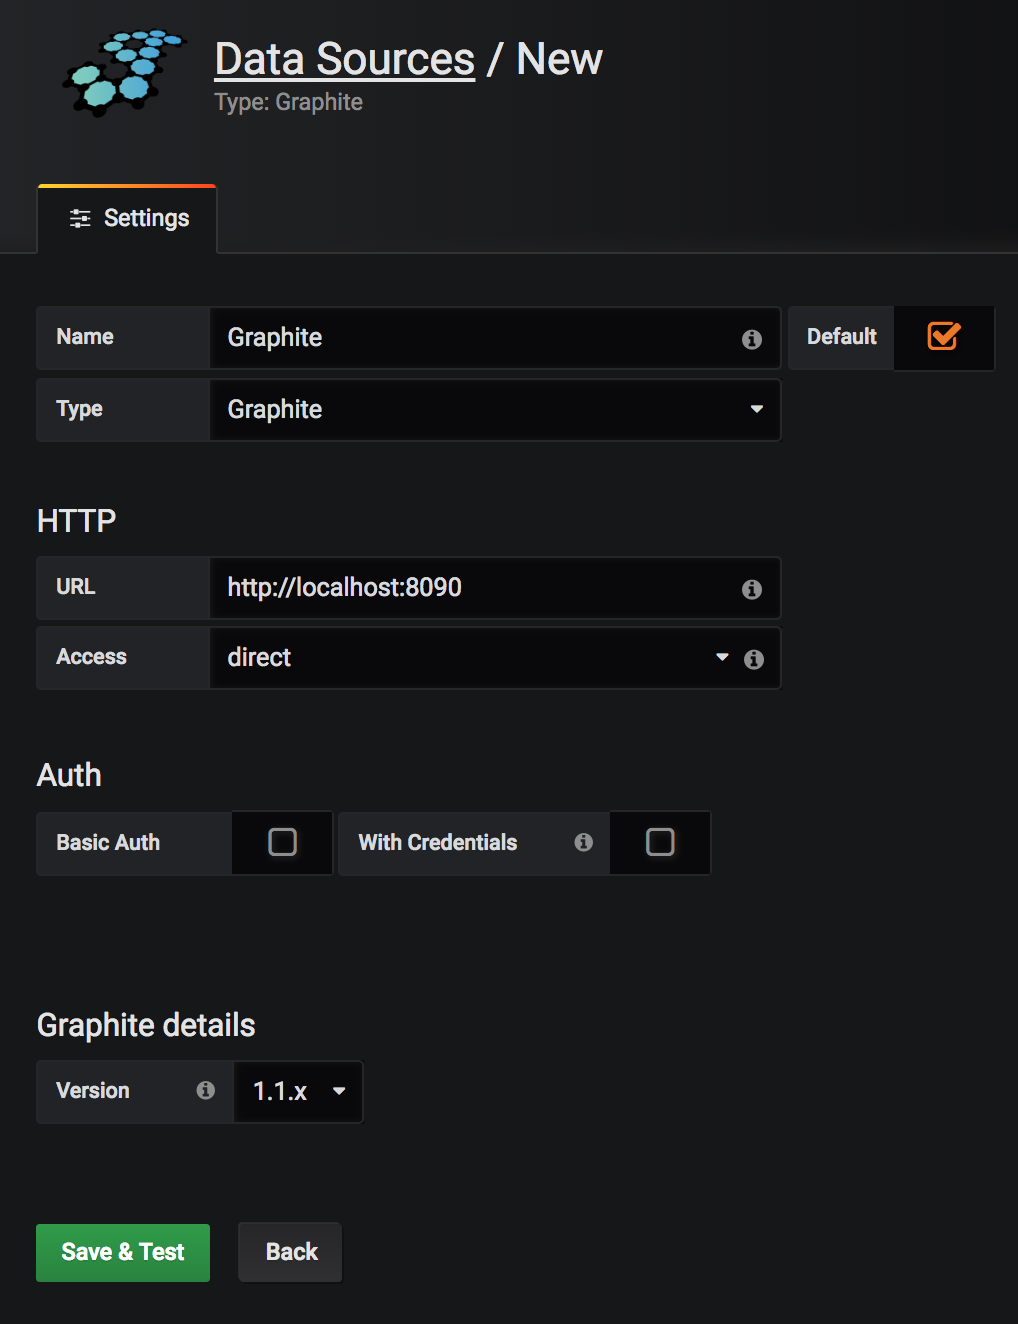 Data Sources / New
Type: Graphite
Settings
Name Graphite Default
Type Graphite
HTTP
URL http://localhost:8090
Access direct
Auth
Basic Auth With Credentials
Graphite details
Version 1.1.x
Save & Test Back